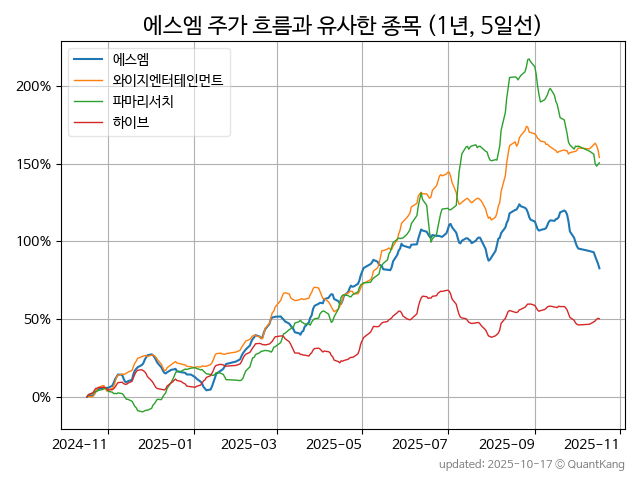 에스엠 주가 흐름과 유사한 종목 (1년, 5일선)
에스엠
와이지엔터테인먼트
파마리서치
하이브
200%
150%
100%
50%
0%
2024-11 2025-01 2025-03 2025-05 2025-07 2025-09 2025-11
updated: 2025-10-17 © QuantKang